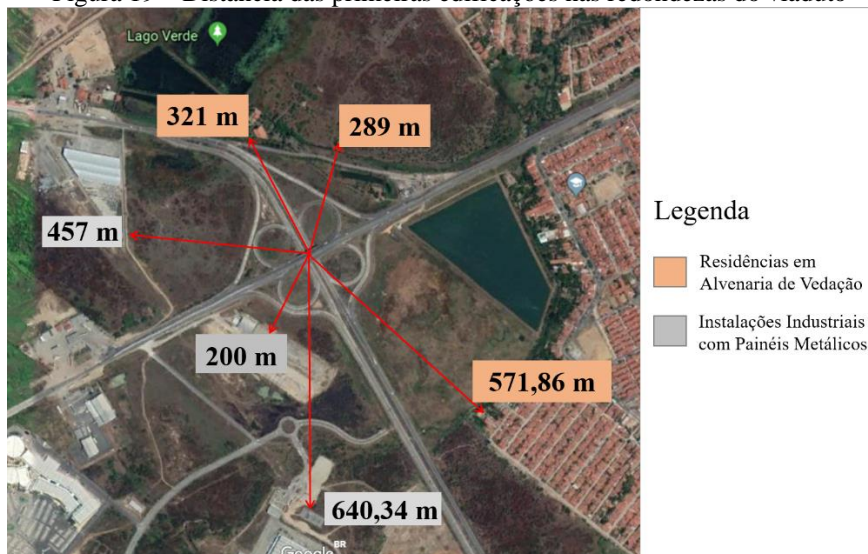 Figura 19 – Distância das primeiras edificações nas redondezas do viaduto
Lago Verde
321 m
289 m
457 m
200 m
571,86 m
640,34 m
Google
BR
Legenda
Residências em
Alvenaria de Vedação
Instalações Industriais
com Painéis Metálicos